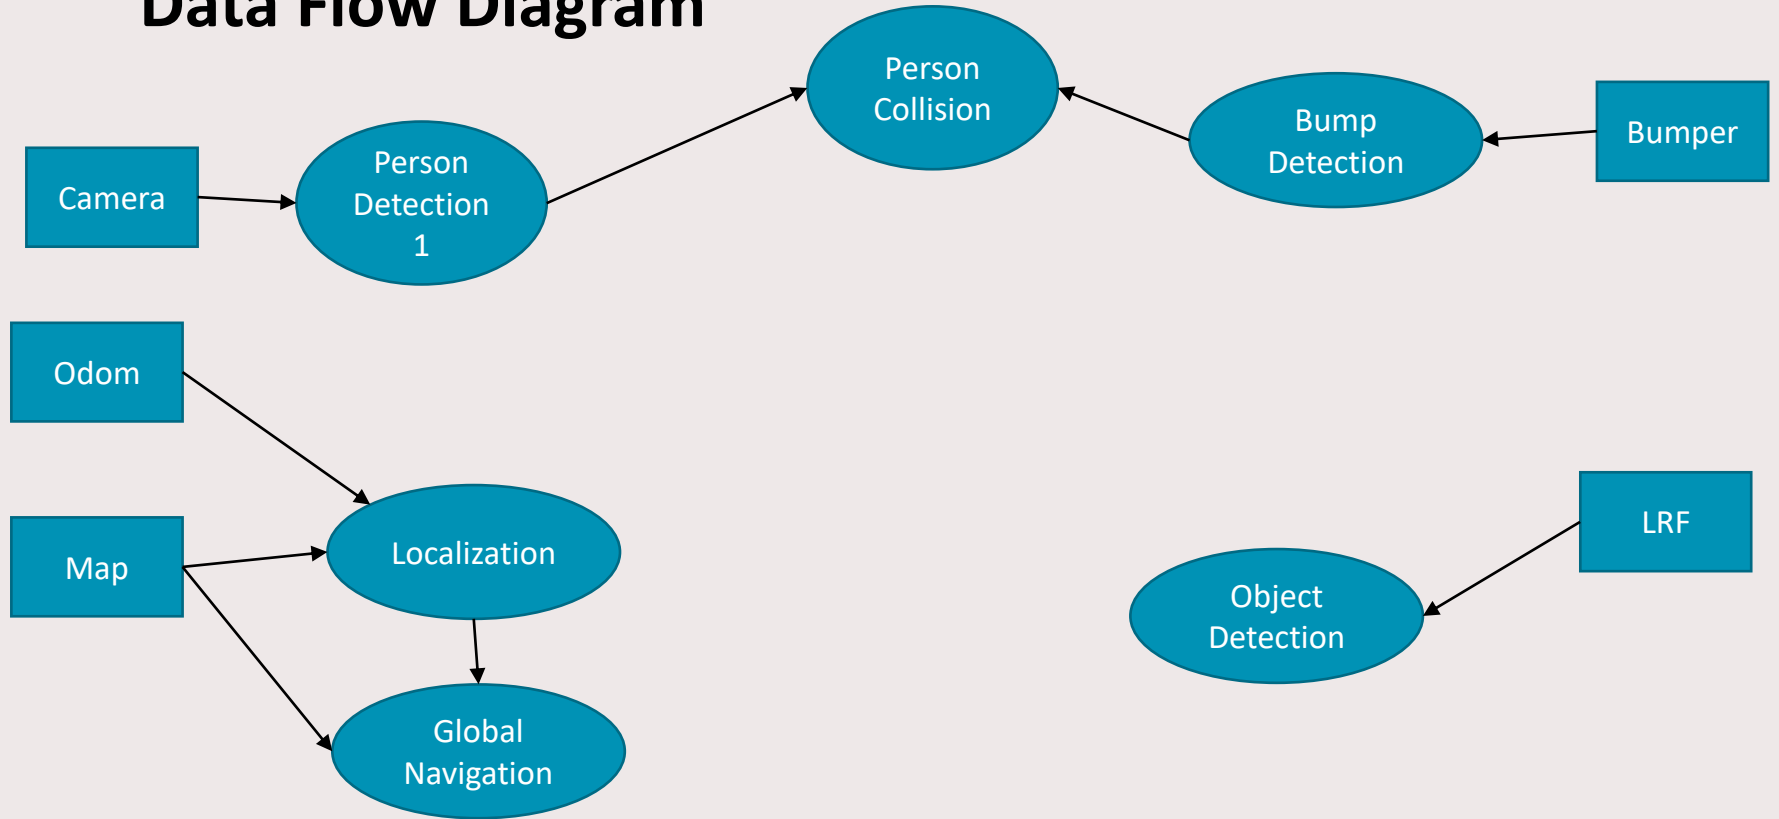 Data Flow Diagram
Person
Collision
Bump
Detection
Bumper
Person
Detection
1
Camera
Odom
Localization
Map
LRF
Object
Detection
Global
Navigation